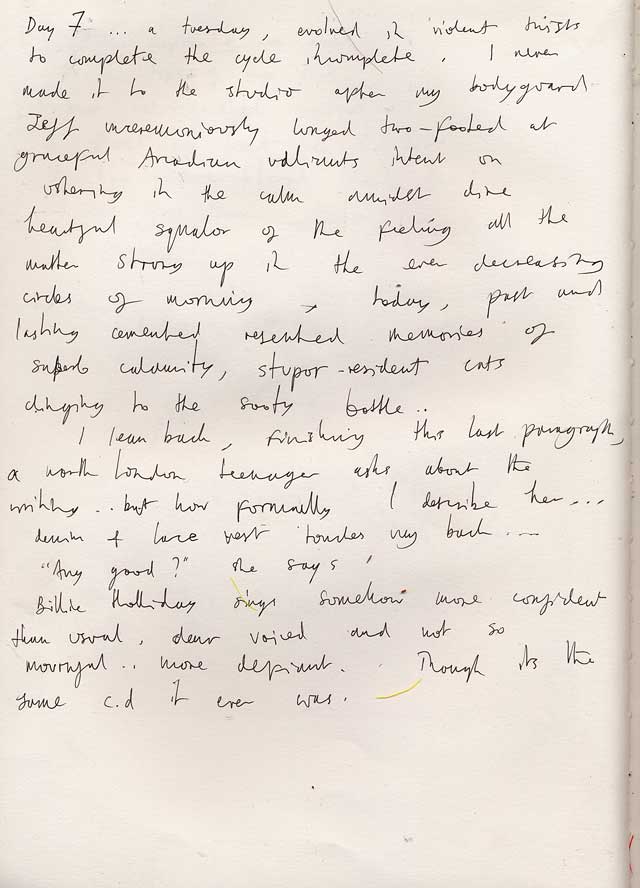 Day 7 ... a tuesday, evolved in violent twists
to complete the cycle incomplete. I never
made it to the studio after my bodyguard
Jeff unceremoniously lunged two-footed at
graceful Arcadian valiants intent on
ushering in the calm amidst dire
beautiful squalor of the feeling all the
matter strong up in the ever decreasing
circles of morning , today, past and
lasting cemented resented memories of
superb calamity, stupor-resident cats
clinging to the sooty bottle..
I lean back, finishing this last paragraph,
a north london teenager asks about the
writing .. but how formally I describe her...
denim + lace vest touches my back ...
"Any good?" she says
Billie Holliday sings somehow more confident
than usual, clear voiced and not so
mournful .. more defiant. . Though its the
same c.d it ever was.